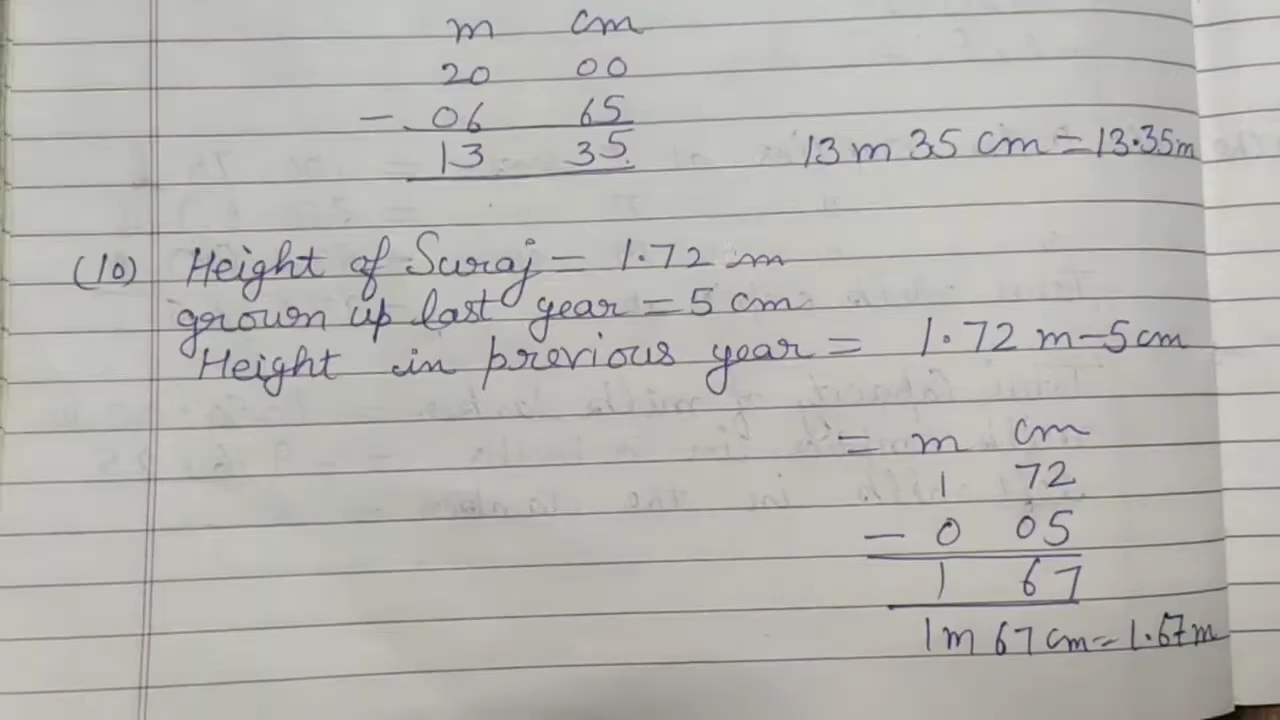 m cm
20 00
- 06 65
13 35 13 m 35 cm = 13.35m
(10) Height of Suraj = 1.72 m
grown up last year = 5 cm.
Height in previous year = 1.72 m-5cm
= m cm
1 72
- 0 05
1 67
1m 67 cm = 1.67m